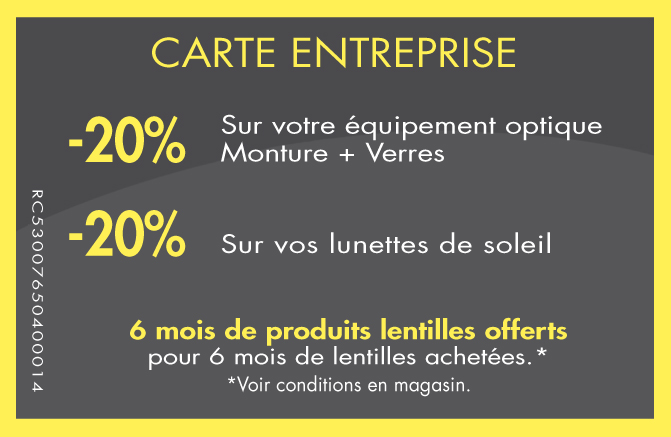 CARTE ENTREPRISE
-20%
Sur votre équipement optique
Monture + Verres
-20%
Sur vos lunettes de soleil
6 mois de produits lentilles offerts
pour 6 mois de lentilles achetées.*
*Voir conditions en magasin.
RC53007650400014